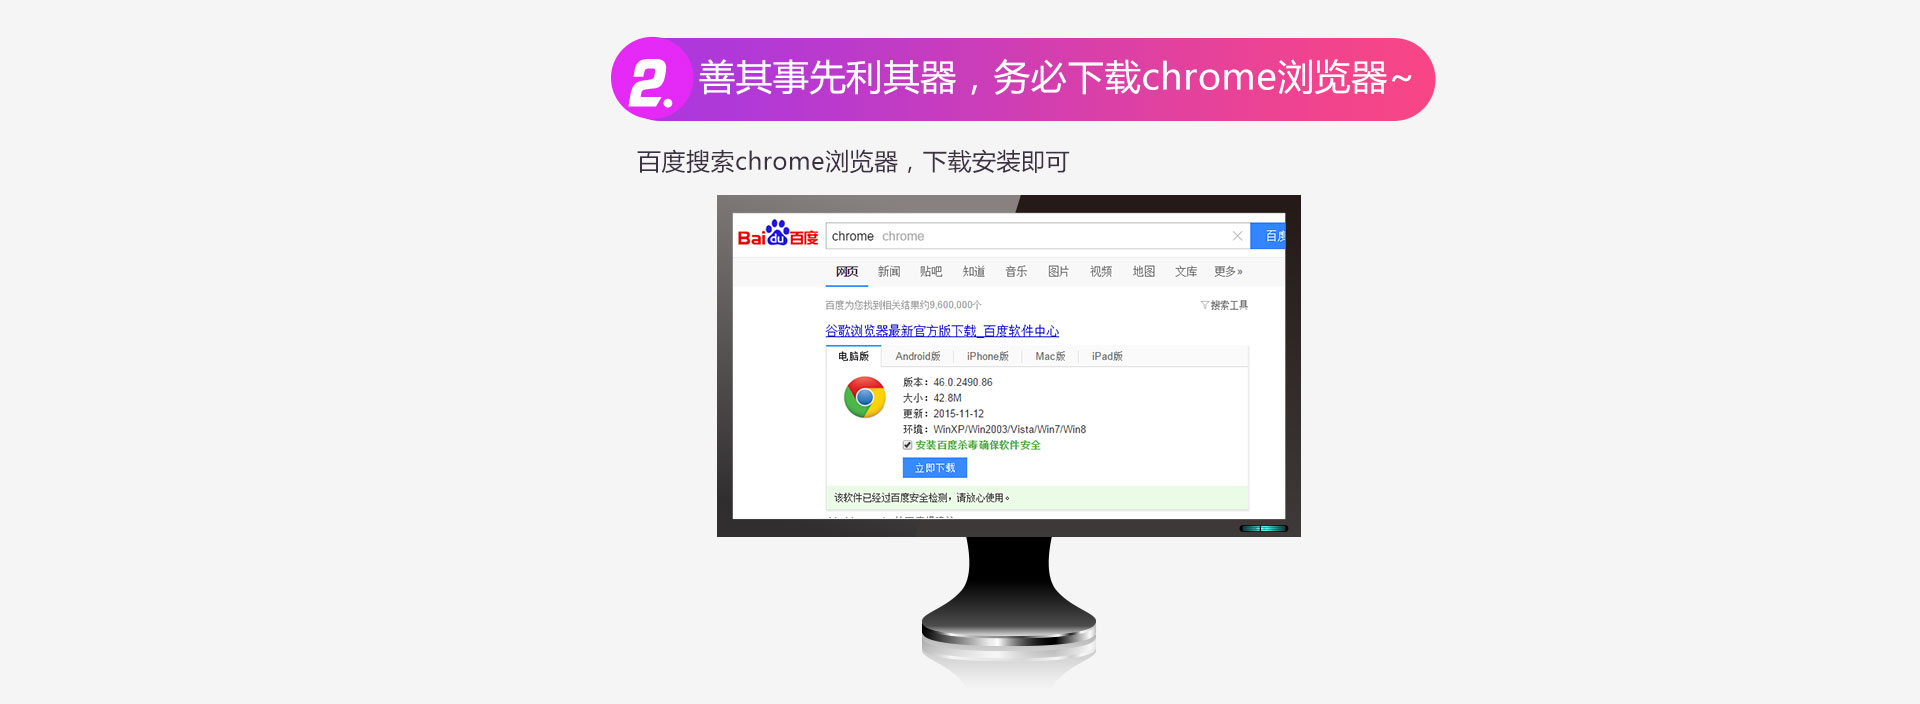 2. 善其事先利其器，务必下载chrome浏览器~
百度搜索chrome浏览器，下载安装即可
Bai du 百度 chrome chrome 百度
网页 新闻 贴吧 知道 音乐 图片 视频 地图 文库 更多»
百度为您找到相关结果约9,600,000个 搜索工具
谷歌浏览器最新官方版下载_百度软件中心
电脑版 Android版 iPhone版 Mac版 iPad版
版本：46.0.2490.86
大小：42.8M
更新：2015-11-12
环境：WinXP/Win2003/Vista/Win7/Win8
安装百度杀毒确保软件安全
立即下载
该软件已经过百度安全检测，请放心使用。